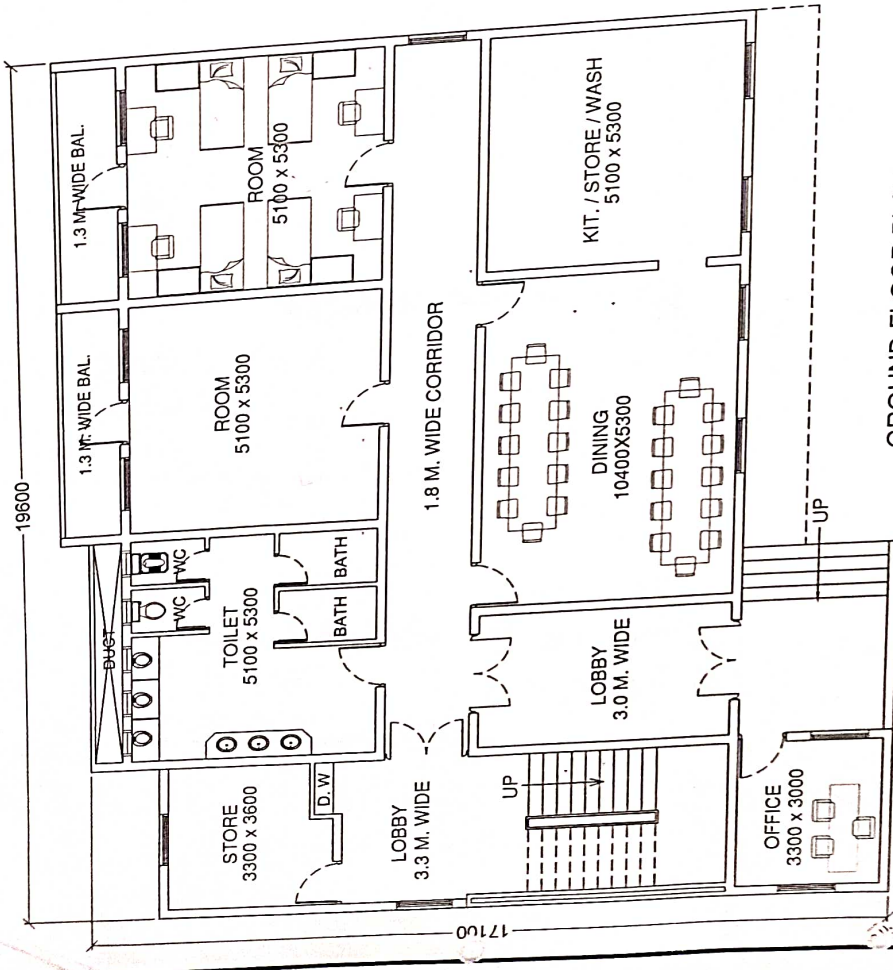 19600
1.3 M. WIDE BAL.
1.3 M. WIDE BAL.
DUCT
WC
WC
ROOM
5100 x 5300
ROOM
5100 x 5300
TOILET
5100 x 5300
BATH
BATH
STORE
3300 x 3600
D. W
LOBBY
3.3 M. WIDE
1.8 M. WIDE CORRIDOR
KIT. / STORE / WASH
5100 x 5300
DINING
10400X5300
LOBBY
3.0 M. WIDE
UP
UP
OFFICE
3300 x 3000
17100
GROUND FLOOR